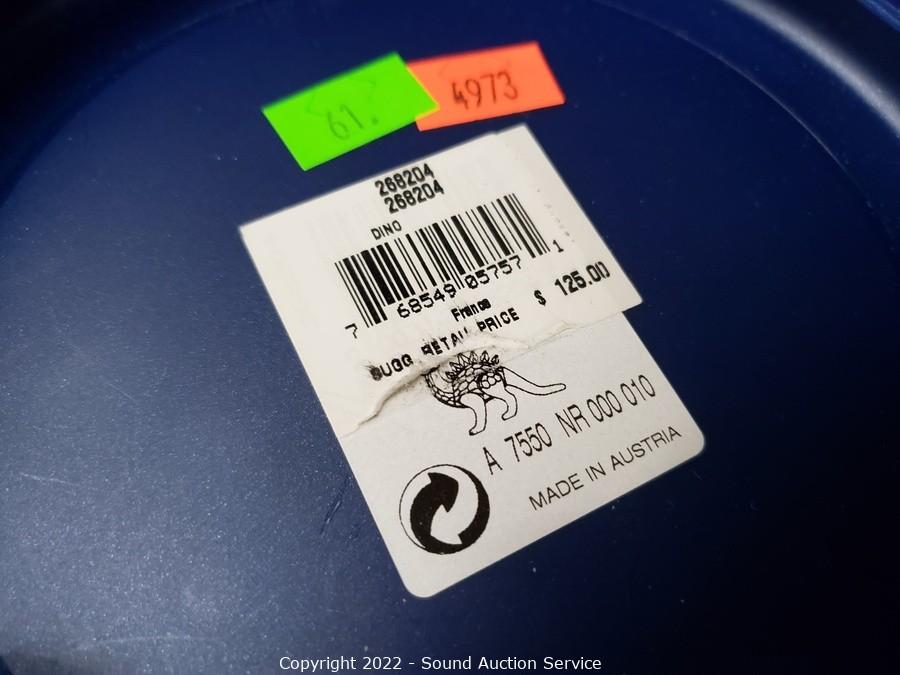 61.
4973
268204
268204
DINO
7 68549 05757 1
France
SUGG RETAIL PRICE $ 125.00
A 7550 NR 000 010
MADE IN AUSTRIA
Copyright 2022 - Sound Auction Service